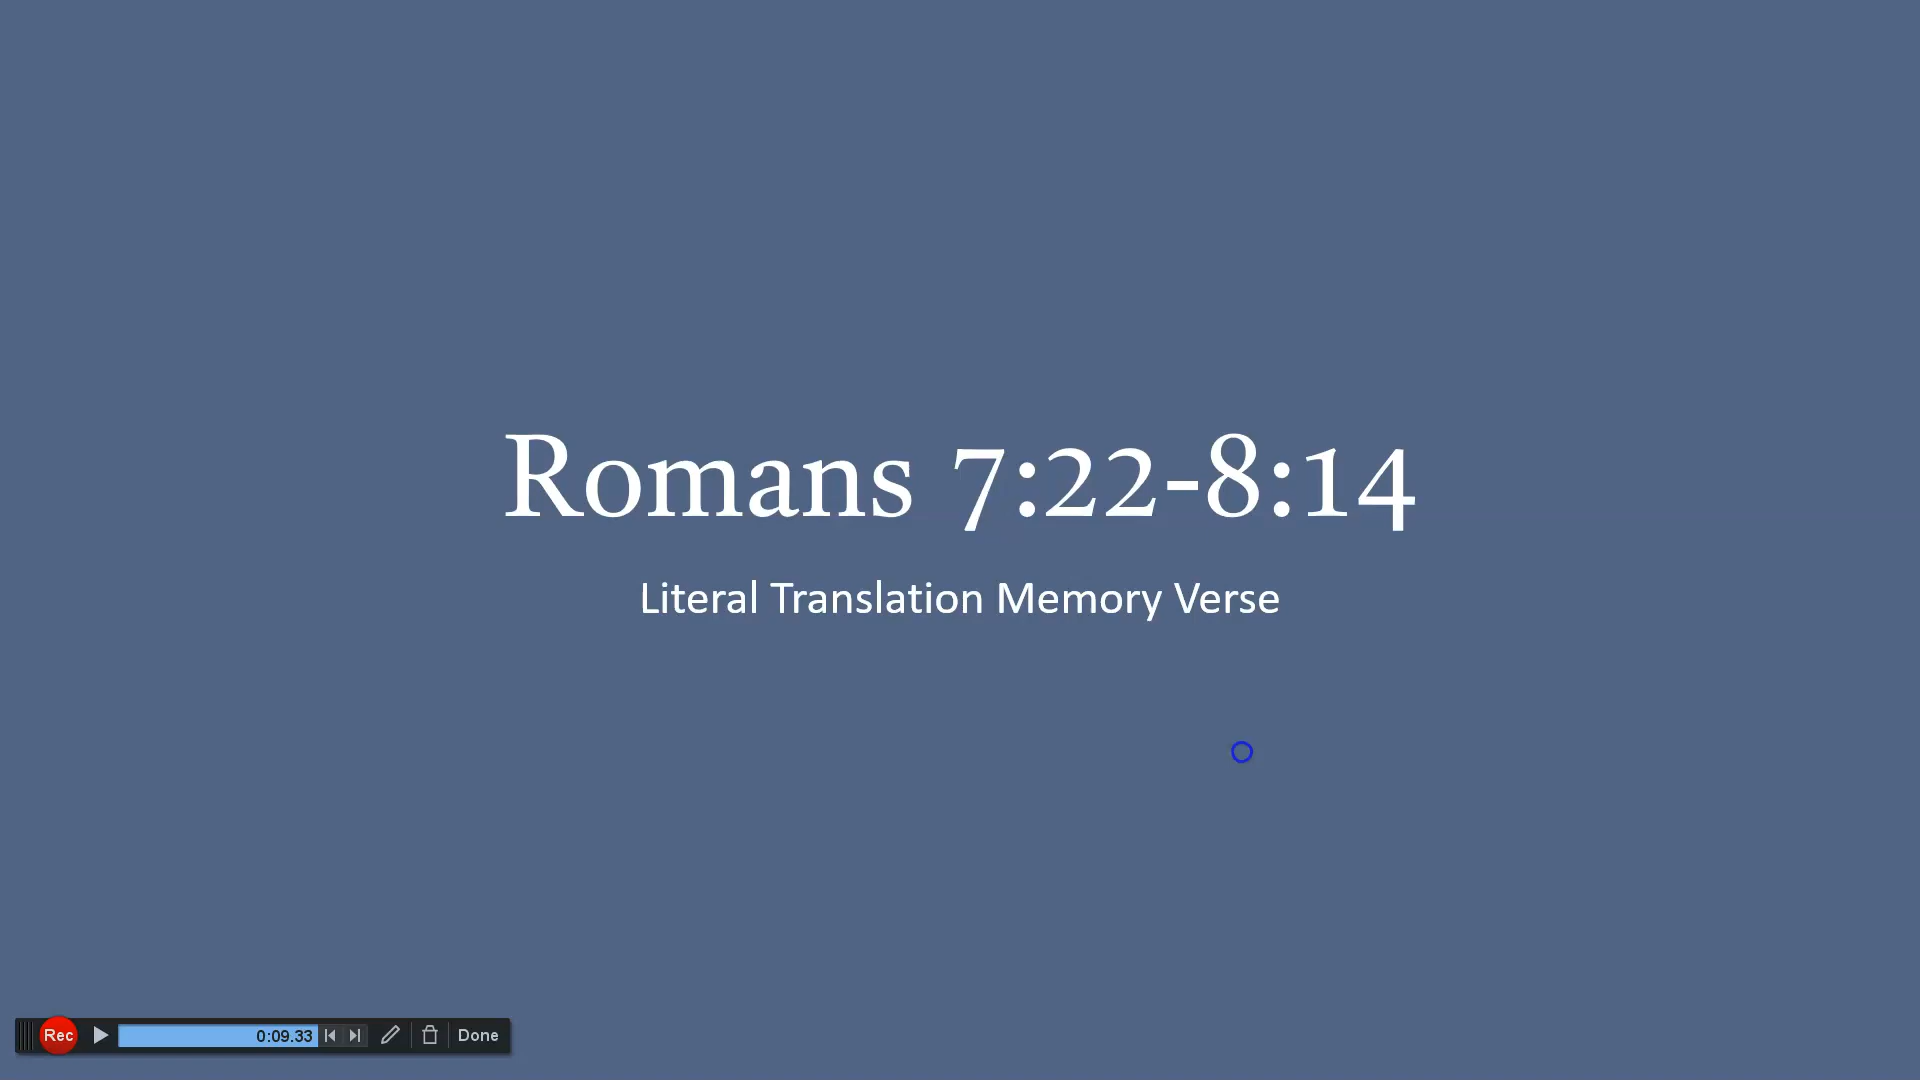 Romans 7:22-8:14
Literal Translation Memory Verse
Rec 0:09.33 Done